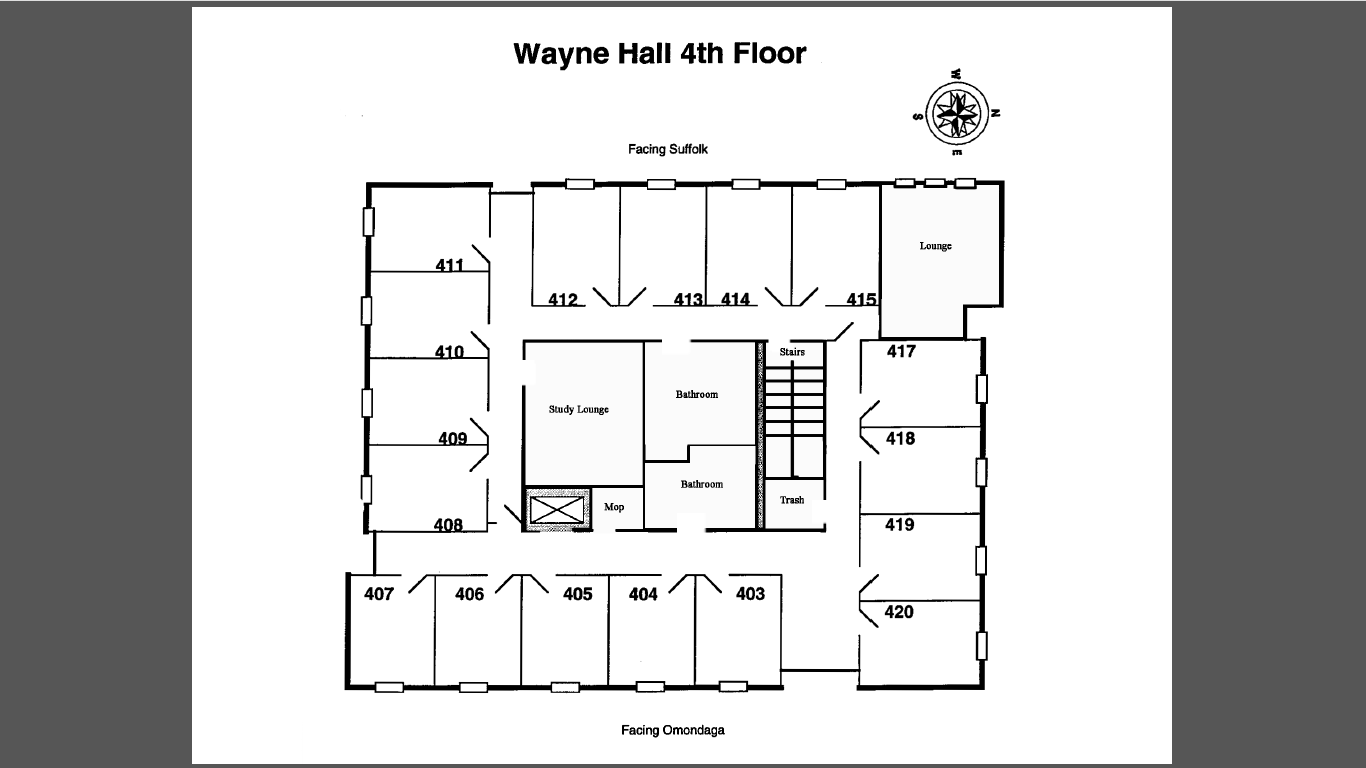 Wayne Hall 4th Floor
W
S
N
E
Facing Suffolk
Lounge
411
412
413
414
415
410
Stairs
417
Study Lounge
Bathroom
409
418
Bathroom
Mop
Trash
408
419
407
406
405
404
403
420
Facing Omondaga